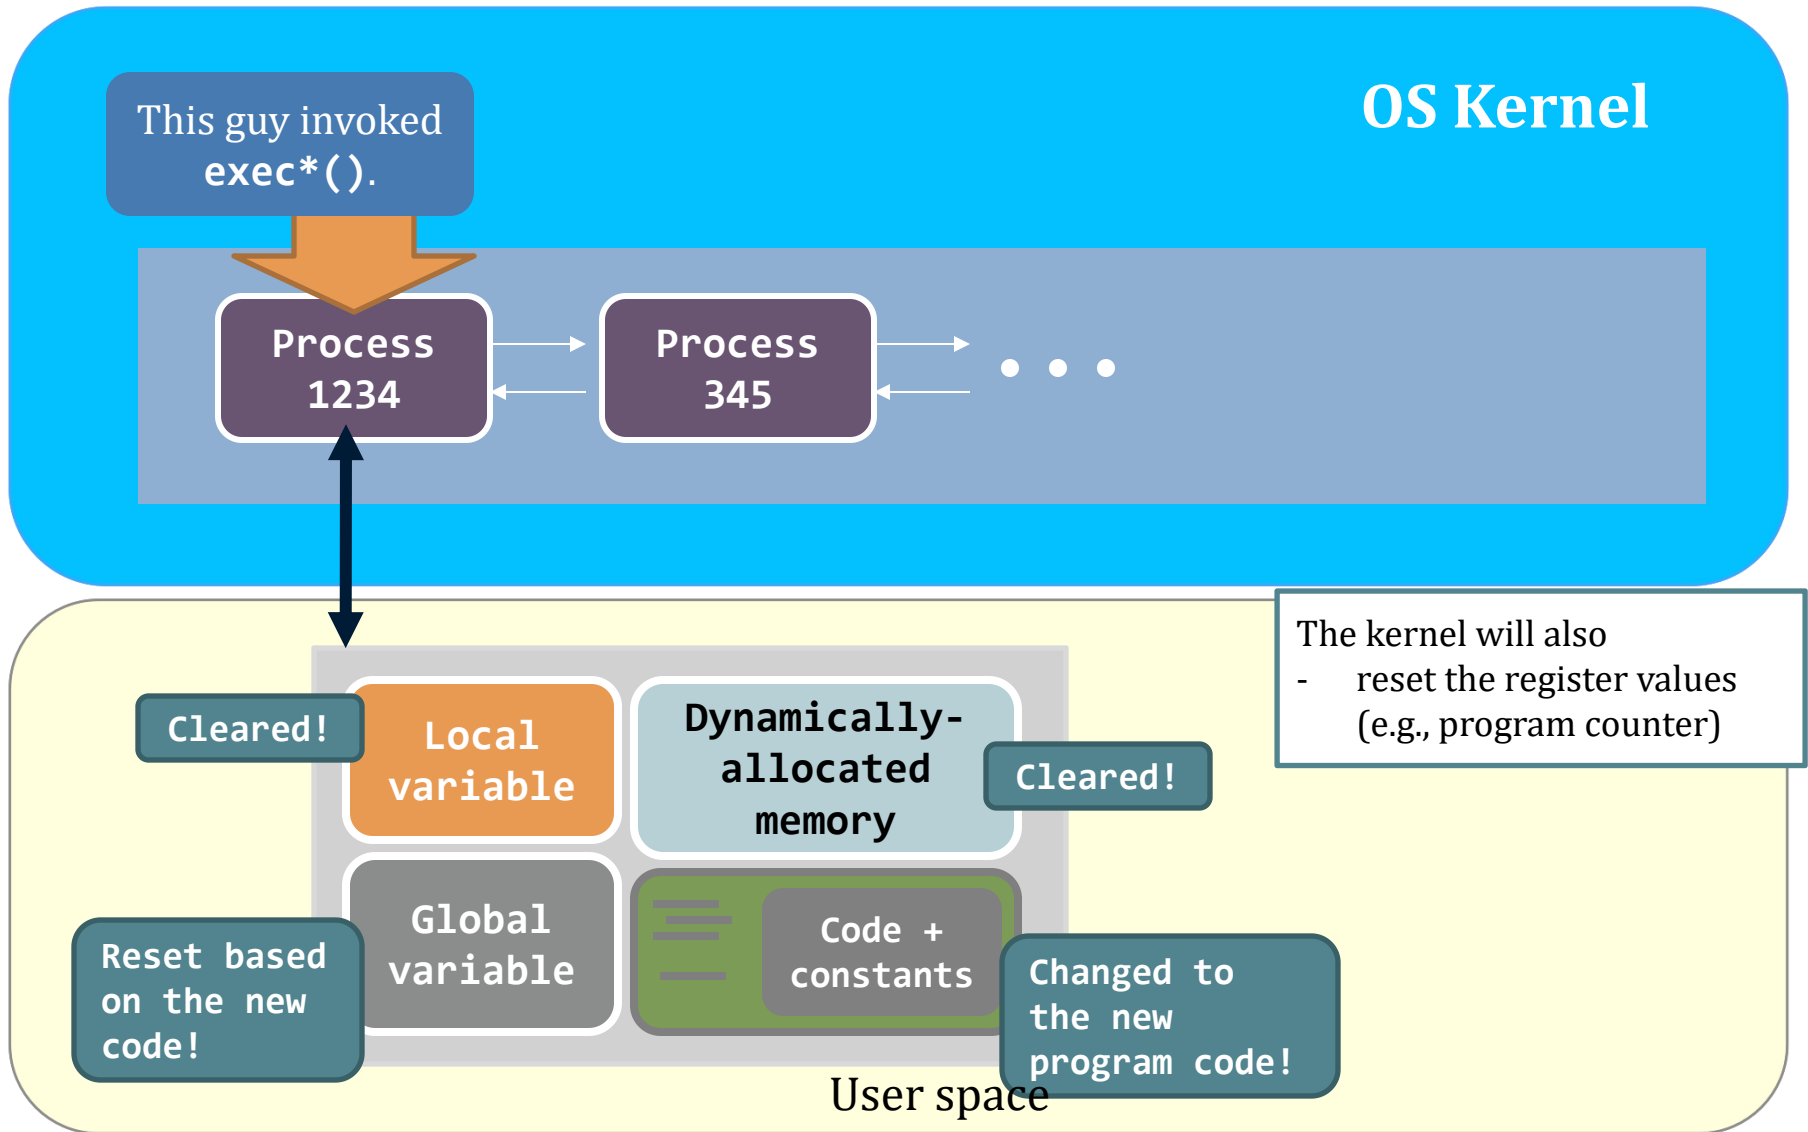 OS Kernel
This guy invoked
exec*().
Process
1234
Process
345
The kernel will also
- reset the register values
(e.g., program counter)
Cleared!
Local
variable
Dynamically-
allocated
memory
Cleared!
Global
variable
Reset based
on the new
code!
Code +
constants
Changed to
the new
program code!
User space